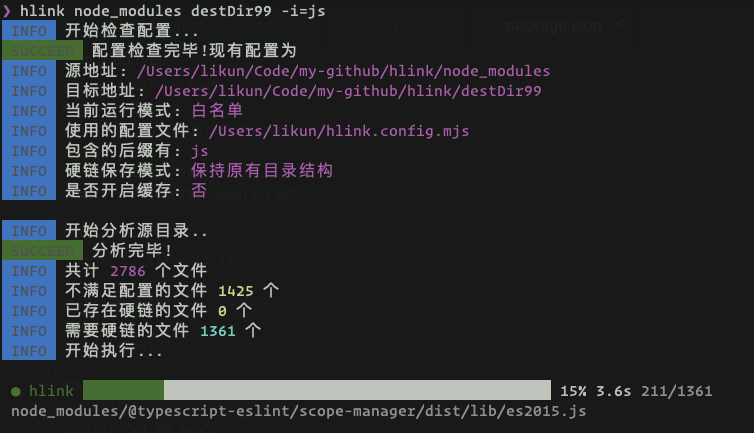 ❯ hlink node_modules destDir99 -i=js
INFO 开始检查配置...
SUCCEED 配置检查完毕!现有配置为
INFO 源地址: /Users/likun/Code/my-github/hlink/node_modules
INFO 目标地址: /Users/likun/Code/my-github/hlink/destDir99
INFO 当前运行模式: 白名单
INFO 使用的配置文件: /Users/likun/hlink.config.mjs
INFO 包含的后缀有: js
INFO 硬链保存模式: 保持原有目录结构
INFO 是否开启缓存: 否
INFO 开始分析源目录..
SUCCEED 分析完毕!
INFO 共计 2786 个文件
INFO 不满足配置的文件 1425 个
INFO 已存在硬链的文件 0 个
INFO 需要硬链的文件 1361 个
INFO 开始执行...
● hlink 15% 3.6s 211/1361
node_modules/@typescript-eslint/scope-manager/dist/lib/es2015.js
package.json